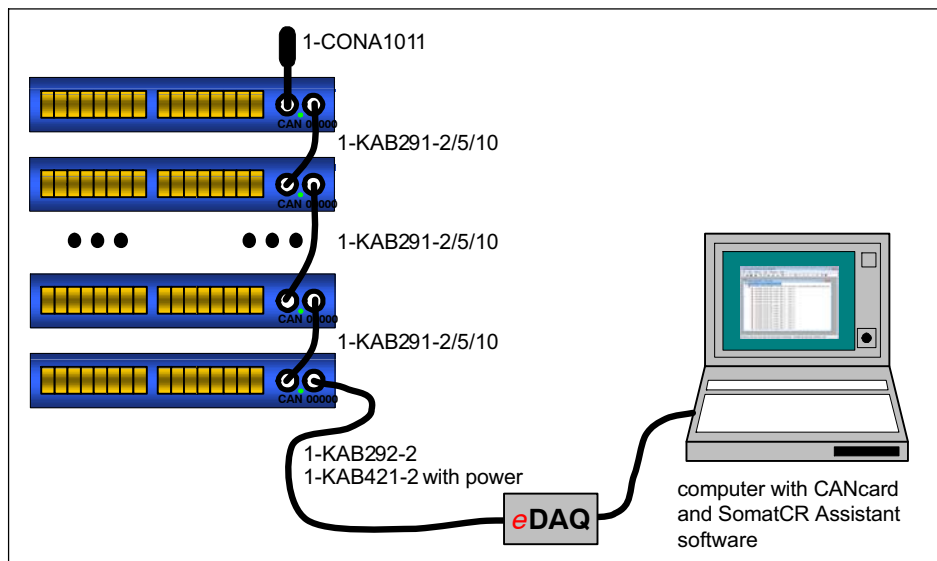 1-CONA1011
CAN 00000
1-KAB291-2/5/10
1-KAB291-2/5/10
CAN 00000
1-KAB291-2/5/10
CAN 00000
1-KAB292-2
1-KAB421-2 with power
eDAQ
computer with CANcard
and SomatCR Assistant
software